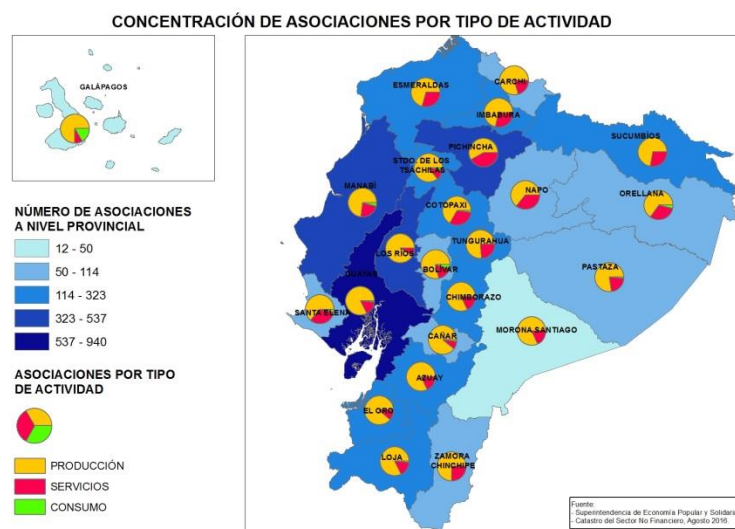 CONCENTRACIÓN DE ASOCIACIONES POR TIPO DE ACTIVIDAD
GALÁPAGOS
NÚMERO DE ASOCIACIONES
A NIVEL PROVINCIAL
12 - 50
50 - 114
114 - 323
323 - 537
537 - 940
ASOCIACIONES POR TIPO
DE ACTIVIDAD
PRODUCCIÓN
SERVICIOS
CONSUMO
ESMERALDAS
CARCHI
IMBABURA
SUCUMBÍOS
PICHINCHA
STDO. DE LOS
TSACHILAS
MANABÍ
NAPO
ORELLANA
COTOPAXI
LOS RIOS
TUNGURAHUA
BOLÍVAR
GUAYAS
PASTAZA
SANTA ELENA
CHIMBORAZO
MORONA SANTIAGO
CAÑAR
AZUAY
EL ORO
LOJA
ZAMORA
CHINCHIPE
Fuente:
- Superintendencia de Economía Popular y Solidaria
- Catastro del Sector No Financiero, Agosto 2016.